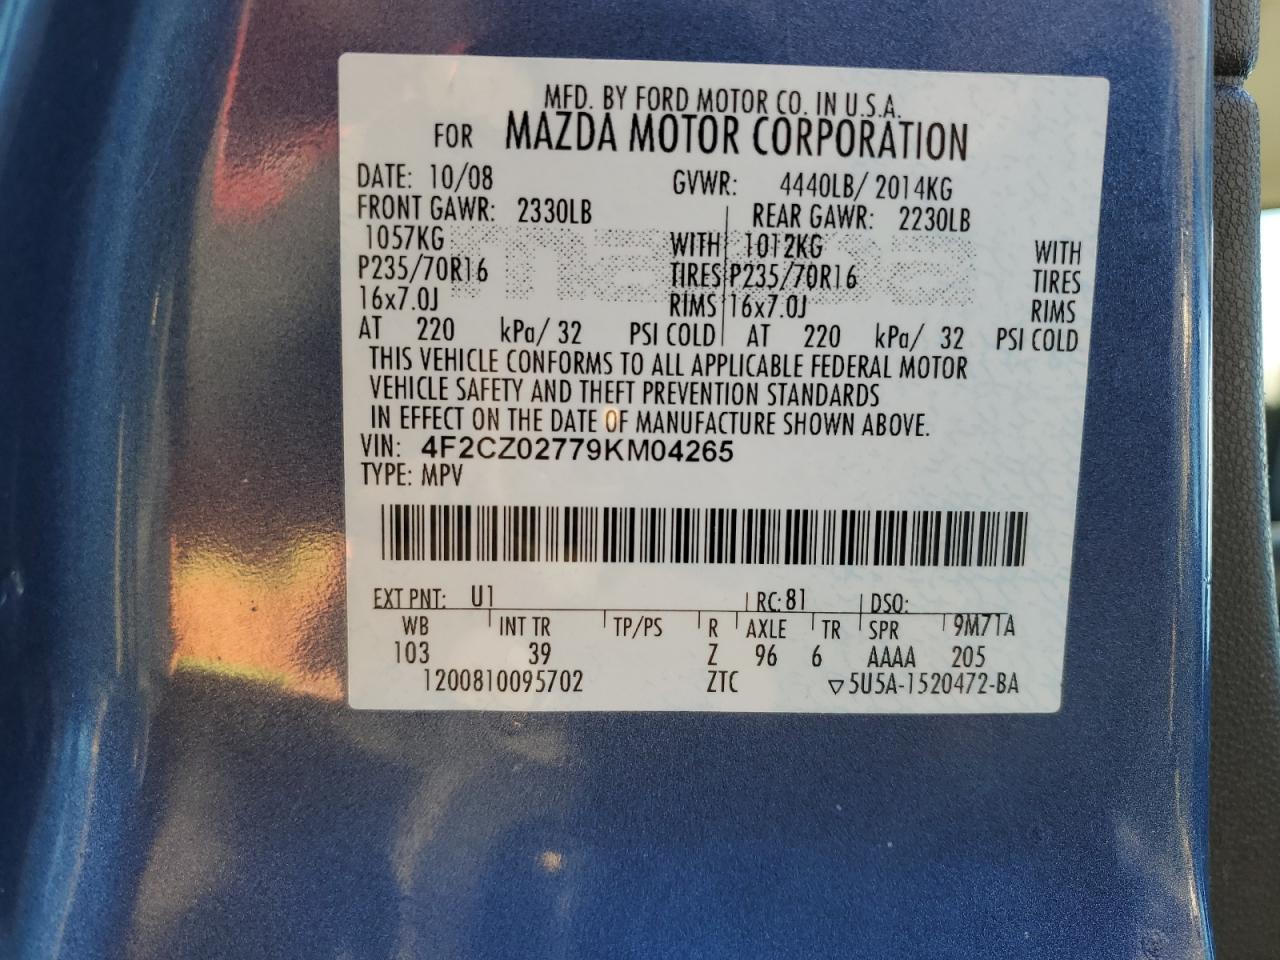 MFD. BY FORD MOTOR CO. IN U.S.A.
FOR MAZDA MOTOR CORPORATION
DATE: 10/08 GVWR: 4440LB/ 2014KG
FRONT GAWR: 2330LB REAR GAWR: 2230LB
1057KG WITH 1012KG WITH
P235/70R16 TIRES P235/70R16 TIRES
16x7.0J RIMS 16x7.0J RIMS
AT 220 kPa/ 32 PSI COLD AT 220 kPa/ 32 PSI COLD
THIS VEHICLE CONFORMS TO ALL APPLICABLE FEDERAL MOTOR
VEHICLE SAFETY AND THEFT PREVENTION STANDARDS
IN EFFECT ON THE DATE OF MANUFACTURE SHOWN ABOVE.
VIN: 4F2CZ02779KM04265
TYPE: MPV
EXT PNT: U1 RC: 81 DSO:
WB INT TR TP/PS R AXLE TR SPR 9M71A
103 39 Z 96 6 AAAA 205
1200810095702 ZTC ▽5U5A-1520472-BA